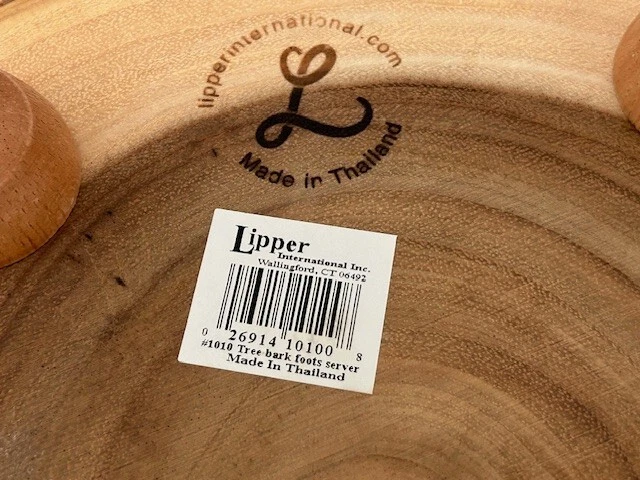 lipperinternational.com
L
Made in Thailand
Lipper
International Inc.
Wallingford, CT 06492
0 26914 10100 8
#1010 Tree bark foots server
Made In Thailand